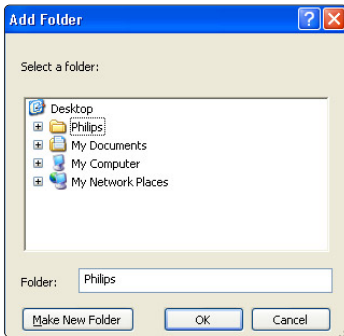 Add Folder
Select a folder:
Desktop
Philips
My Documents
My Computer
My Network Places
Folder: Philips
Make New Folder OK Cancel